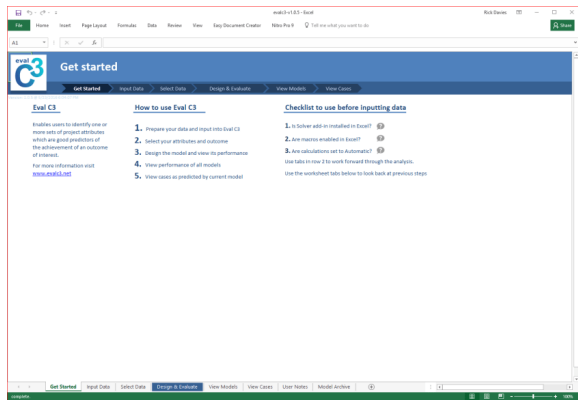 evalc3-v1.0.3 - Excel
Rick Davies
File Home Insert Page Layout Formulas Data Review View Easy Document Creator Nitro Pro 9 Tell me what you want to do
Share
A1
eval C3
Get started
Get Started Input Data Select Data Design & Evaluate View Models View Cases
Eval C3
Enables users to identify one or
more sets of project attributes
which are good predictors of
the achievement of an outcome
of interest.
For more information visit
www.evalc3.net
How to use Eval C3
1. Prepare your data and input into Eval C3
2. Select your attributes and outcome
3. Design the model and view its performance
4. View performance of all models
5. View cases as predicted by current model
Checklist to use before inputting data
1. Is Solver add-in installed in Excel? ?
2. Are macros enabled in Excel? ?
3. Are calculations set to Automatic? ?
Use tabs in row 2 to work forward through the analysis.
Use the worksheet tabs below to look back at previous steps
Get Started Input Data Select Data Design & Evaluate View Models View Cases User Notes Model Archive
complete
100%